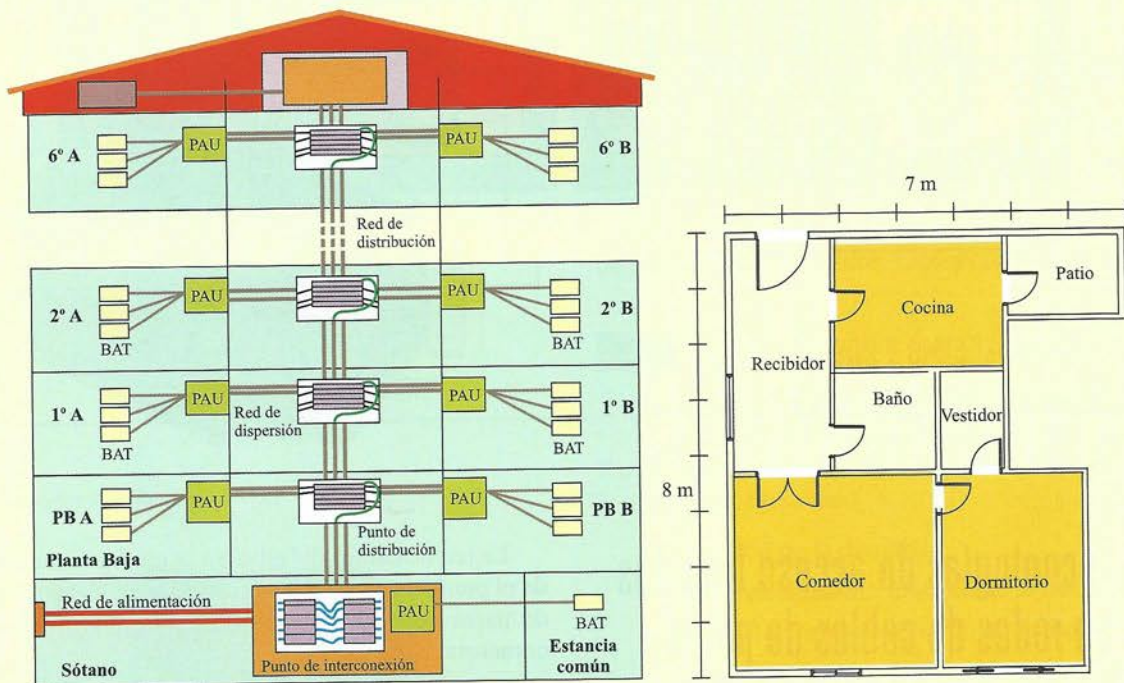 6º A
PAU
PAU
6º B
Red de
distribución
2º A
PAU
BAT
PAU
2º B
BAT
1º A
PAU
BAT
Red de
dispersión
PAU
1º B
BAT
PB A
PAU
Planta Baja
Punto de
distribución
PAU
PB B
Red de alimentación
Sótano
PAU
Punto de interconexión
BAT
Estancia
común
7 m
8 m
Recibidor
Cocina
Patio
Baño
Vestidor
Comedor
Dormitorio